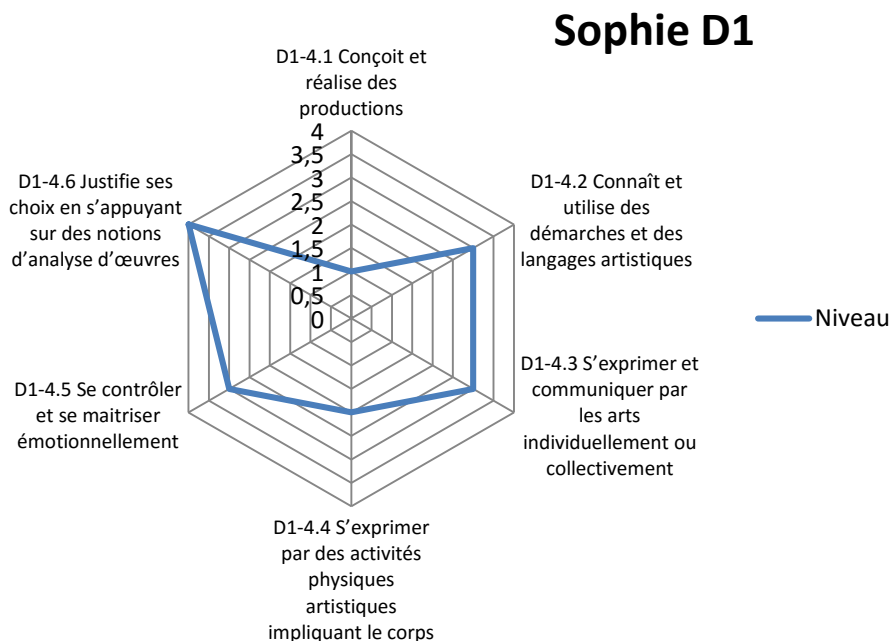 Sophie D1
D1-4.1 Conçoit et
réalise des
productions
4
3,5
3
2,5
2
1,5
1
0,5
0
D1-4.2 Connaît et
utilise des
démarches et des
langages artistiques
D1-4.3 S’exprimer et
communiquer par
les arts
individuellement ou
collectivement
D1-4.4 S’exprimer
par des activités
physiques
artistiques
impliquant le corps
D1-4.5 Se contrôler
et se maitriser
émotionnellement
D1-4.6 Justifie ses
choix en s’appuyant
sur des notions
d’analyse d’œuvres
Niveau